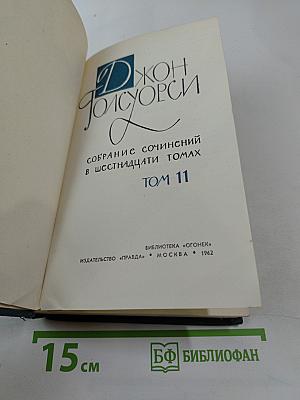 Джон
Голсуорси
СОБРАНИЕ СОЧИНЕНИЙ
В ШЕСТНАДЦАТИ ТОМАХ
ТОМ 11
БИБЛИОТЕКА «ОГОНЕК»
ИЗДАТЕЛЬСТВО «ПРАВДА» • МОСКВА • 1962
15 см
БФ БИБЛИОФАН